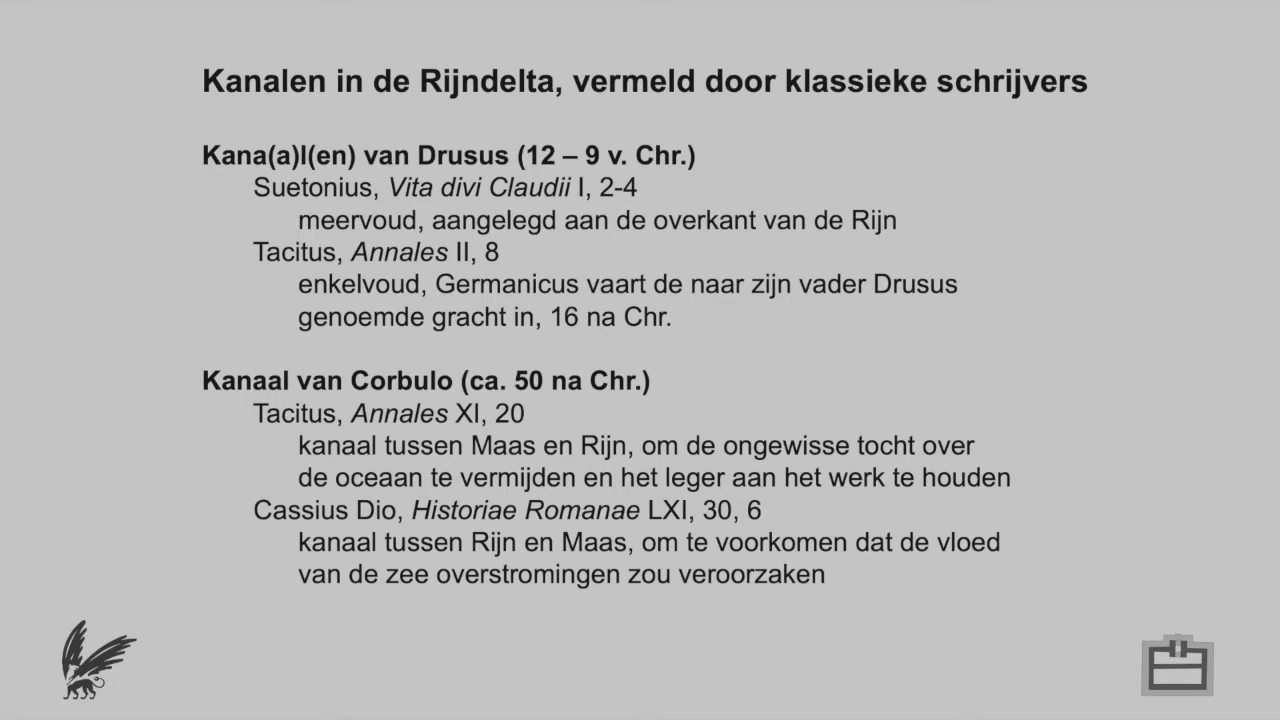 Kanalen in de Rijndelta, vermeld door klassieke schrijvers
Kana(a)l(en) van Drusus (12 – 9 v. Chr.)
Suetonius, Vita divi Claudii I, 2-4
meervoud, aangelegd aan de overkant van de Rijn
Tacitus, Annales II, 8
enkelvoud, Germanicus vaart de naar zijn vader Drusus
genoemde gracht in, 16 na Chr.
Kanaal van Corbulo (ca. 50 na Chr.)
Tacitus, Annales XI, 20
kanaal tussen Maas en Rijn, om de ongewisse tocht over
de oceaan te vermijden en het leger aan het werk te houden
Cassius Dio, Historiae Romanae LXI, 30, 6
kanaal tussen Rijn en Maas, om te voorkomen dat de vloed
van de zee overstromingen zou veroorzaken